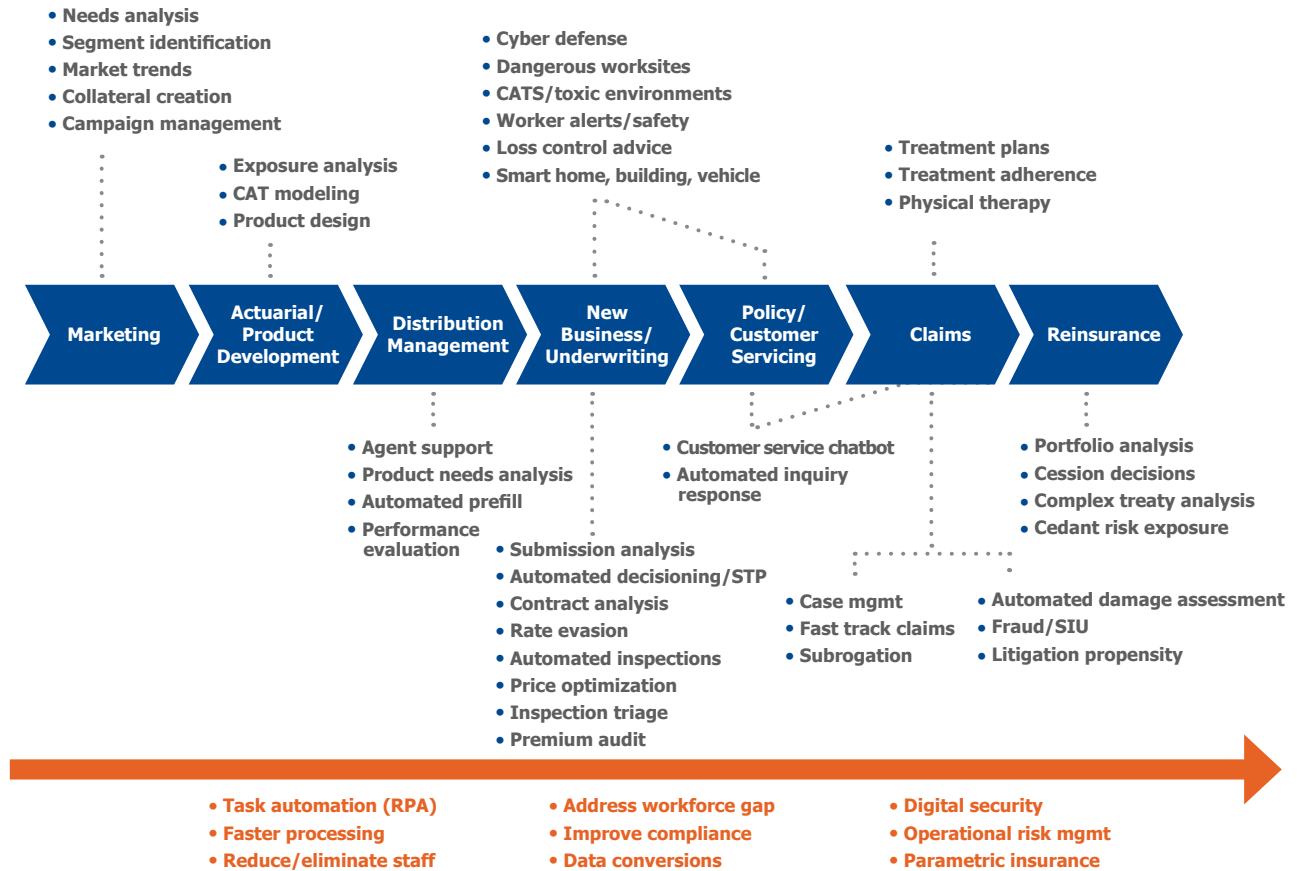 • Needs analysis
• Segment identification
• Market trends
• Collateral creation
• Campaign management
• Exposure analysis
• CAT modeling
• Product design
• Cyber defense
• Dangerous worksites
• CATS/toxic environments
• Worker alerts/safety
• Loss control advice
• Smart home, building, vehicle
• Treatment plans
• Treatment adherence
• Physical therapy
Marketing
Actuarial/
Product
Development
Distribution
Management
New
Business/
Underwriting
Policy/
Customer
Servicing
Claims
Reinsurance
• Agent support
• Product needs analysis
• Automated prefill
• Performance
evaluation
• Submission analysis
• Automated decisioning/STP
• Contract analysis
• Rate evasion
• Automated inspections
• Price optimization
• Inspection triage
• Premium audit
• Customer service chatbot
• Automated inquiry
response
• Case mgmt
• Fast track claims
• Subrogation
• Automated damage assessment
• Fraud/SIU
• Litigation propensity
• Portfolio analysis
• Cession decisions
• Complex treaty analysis
• Cedant risk exposure
• Task automation (RPA)
• Faster processing
• Reduce/eliminate staff
• Address workforce gap
• Improve compliance
• Data conversions
• Digital security
• Operational risk mgmt
• Parametric insurance